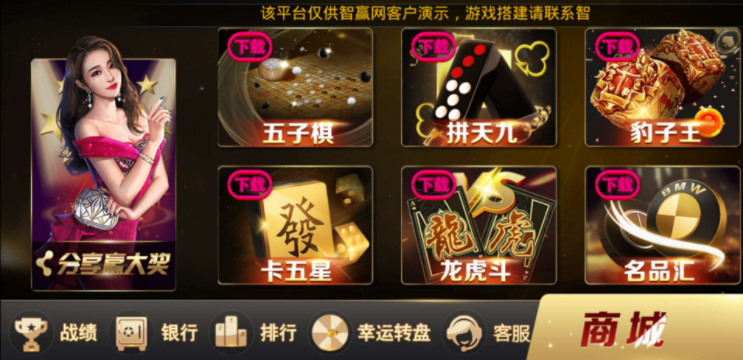 该平台仅供智赢网客户演示，游戏搭建请联系智
下载
下载
下载
五子棋
拼天九
豹子王
下载
下载
下载
發
龍
VS
虎
BMW
卡五星
龙虎斗
名品汇
分享赢大奖
战绩
银行
排行
幸运转盘
客服
商城